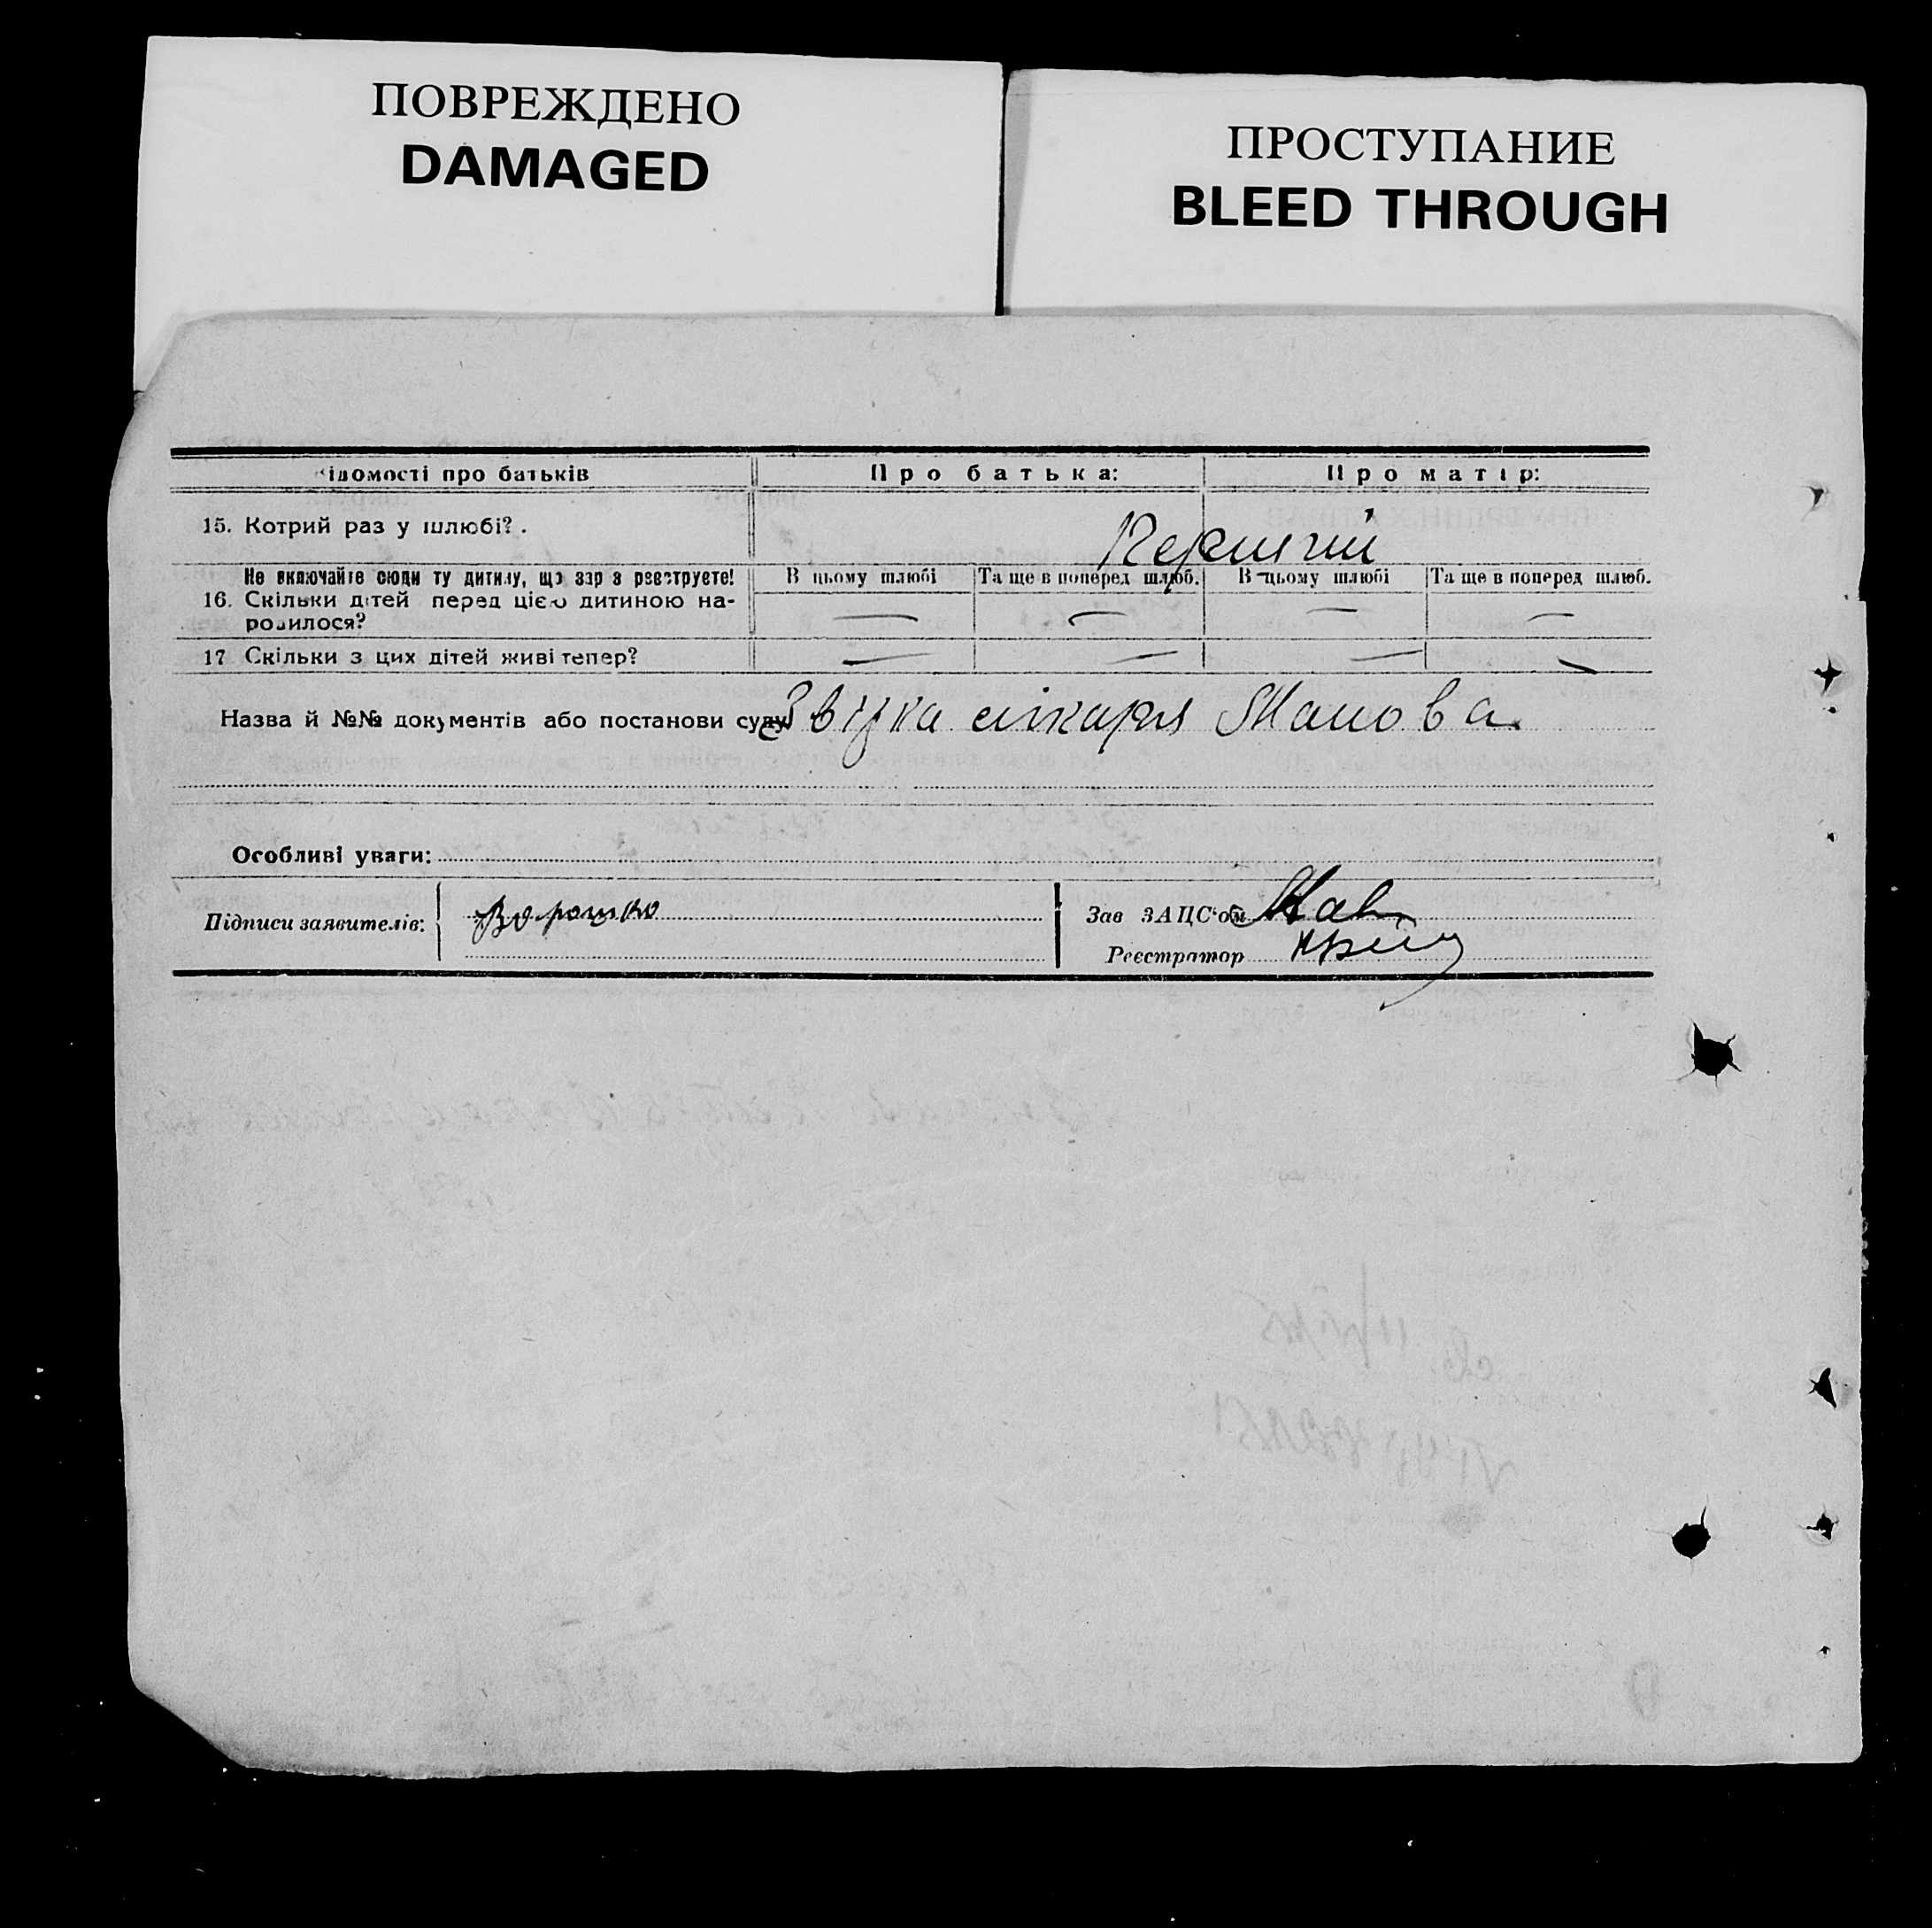 ПОВРЕЖДЕНО
DAMAGED
ПРОСТУПАНИЕ
BLEED THROUGH
ідомості про батьків Про батька: Про матір:
15. Котрий раз у шлюбі? . Перший
Не включайте сюди ту дитину, що зараз реєструєте! В цьому шлюбі Та ще в поперед шлюб. В цьому шлюбі Та ще в поперед шлюб.
16. Скільки дітей перед цією дитиною на- — — — —
родилося?
17 Скільки з цих дітей живі тепер? — — — —
Назва й №№ документів або постанови суду лікаря
Особливі уваги:
Підписи заявителів:
Зав ЗАЦС'ом
Реєстратор